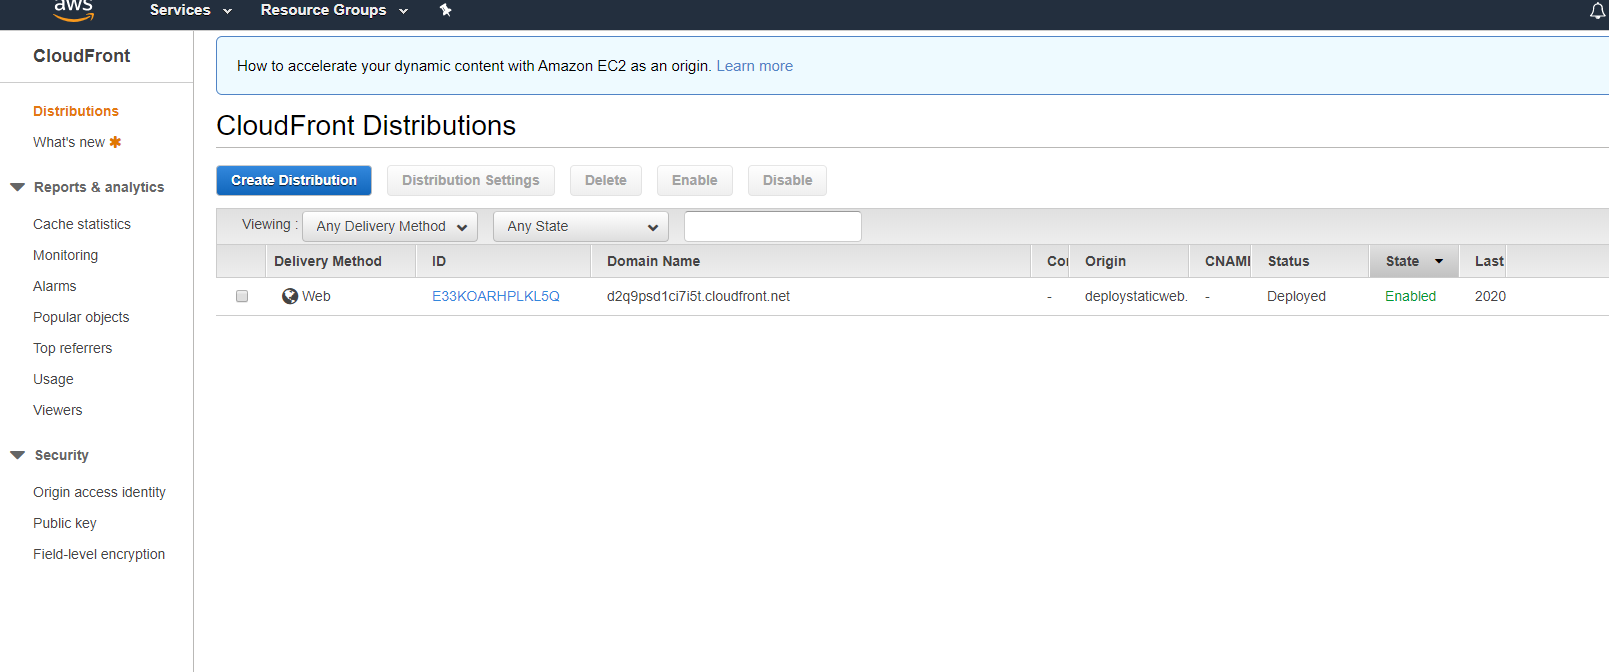 aws
Services
Resource Groups
CloudFront
Distributions
What's new
Reports & analytics
Cache statistics
Monitoring
Alarms
Popular objects
Top referrers
Usage
Viewers
Security
Origin access identity
Public key
Field-level encryption
How to accelerate your dynamic content with Amazon EC2 as an origin. Learn more
CloudFront Distributions
Create Distribution Distribution Settings Delete Enable Disable
Viewing : Any Delivery Method Any State
Delivery Method ID Domain Name Coı Origin CNAMI Status State Last
Web E33KOARHPLKL5Q d2q9psd1ci7i5t.cloudfront.net - deploystaticweb. - Deployed Enabled 2020